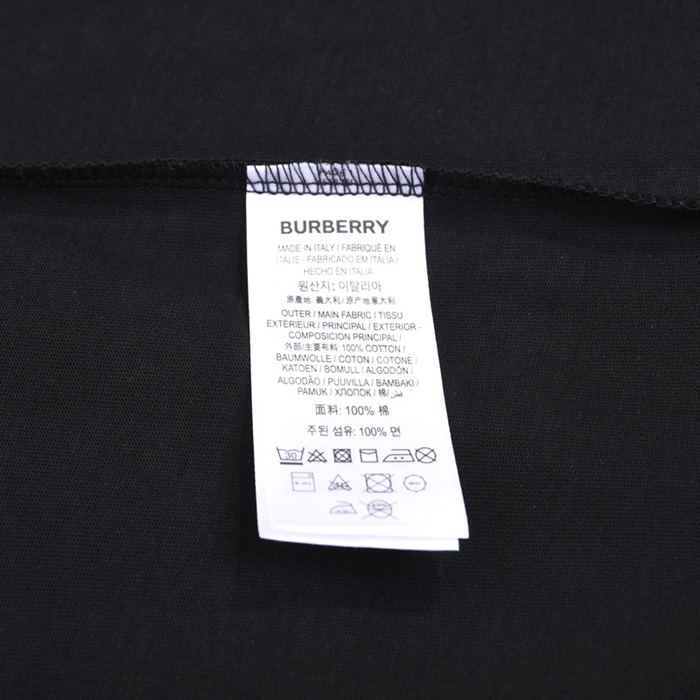 BURBERRY
MADE IN ITALY / FABRIQUÉ EN
ITALIE / FABRICADO EM ITÁLIA /
HECHO EN ITALIA
원산지: 이탈리아
原產地 義大利/原产地意大利
OUTER / MAIN FABRIC / TISSU
EXTÉRIEUR / PRINCIPAL / EXTERIOR -
COMPOSICION PRINCIPAL /
外部/主要布料 100% COTTON /
BAUMWOLLE / COTON / COTONE /
KATOEN / BOMULL / ALGODÓN /
ALGODÃO / PUUVILLA / BAMBAKI /
PAMUK / ХЛОПОК / 棉/قطن
面料: 100% 棉
주된 섬유: 100% 면
30